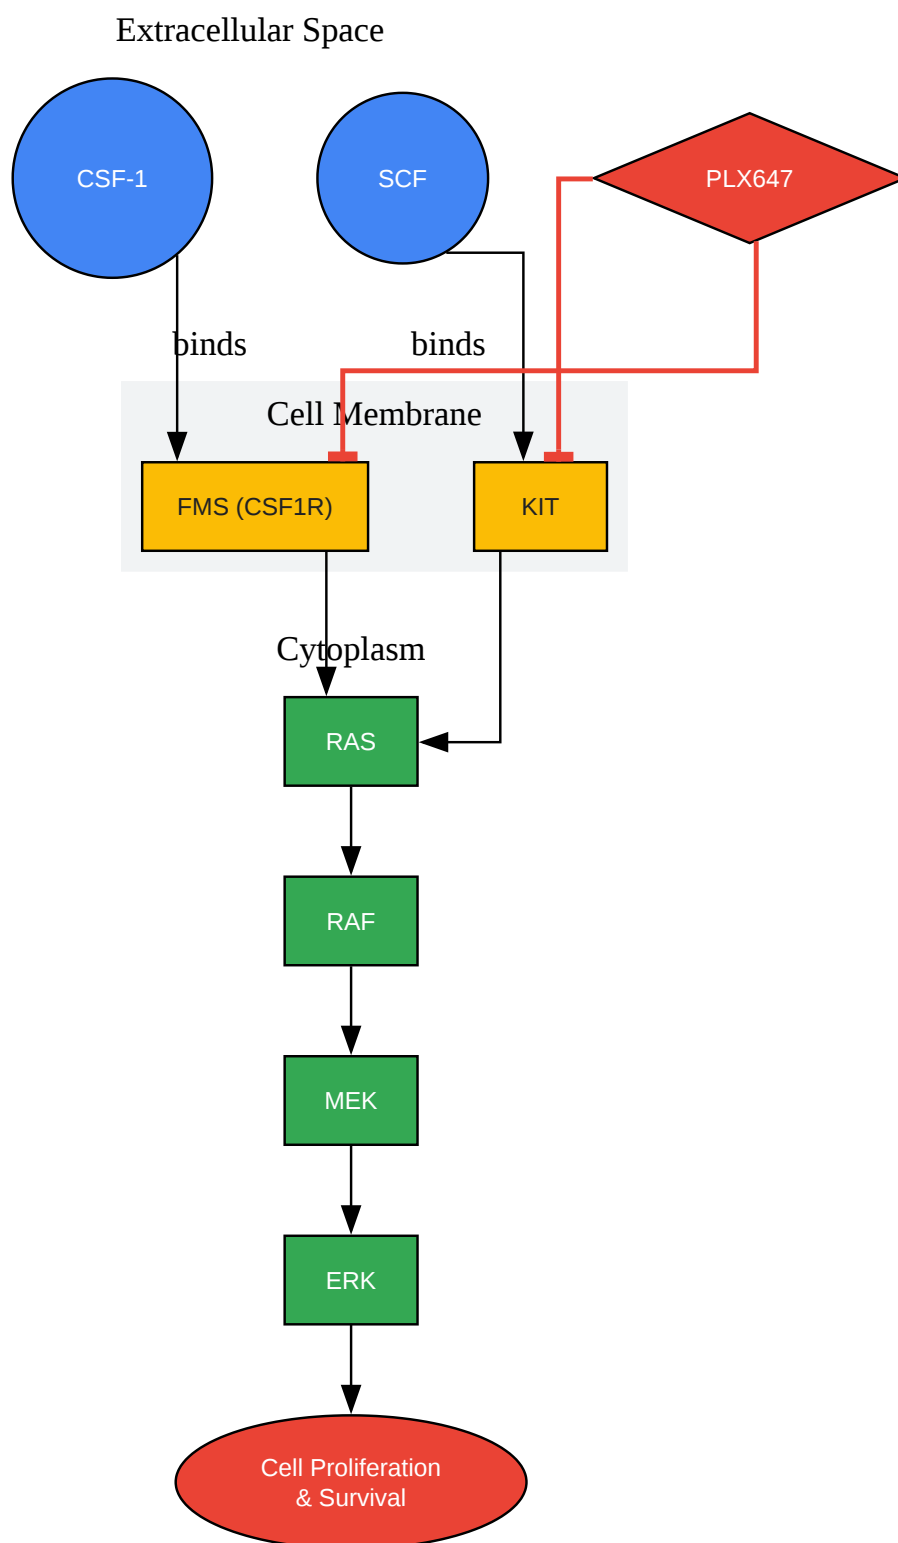 Extracellular Space
CSF-1
SCF
PLX647
binds
binds
Cell Membrane
FMS (CSF1R)
KIT
Cytoplasm
RAS
RAF
MEK
ERK
Cell Proliferation
& Survival